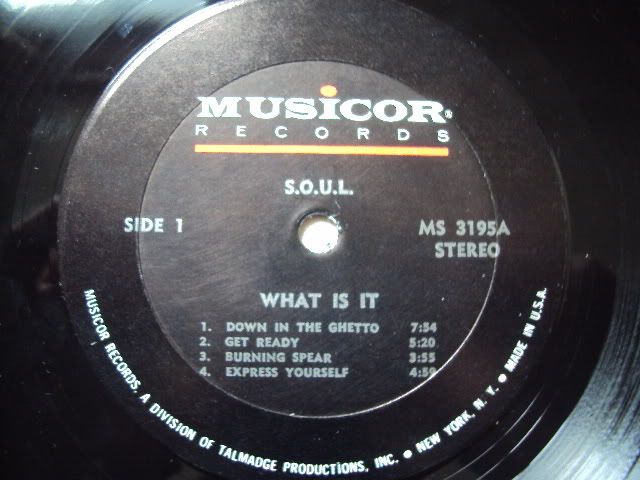 MUSICOR®
RECORDS
S.O.U.L.
SIDE 1
MS 3195A
STEREO
WHAT IS IT
1. DOWN IN THE GHETTO 7:54
2. GET READY 5:20
3. BURNING SPEAR 3:55
4. EXPRESS YOURSELF 4:59
MUSICOR RECORDS, A DIVISION OF TALMADGE PRODUCTIONS, INC. ● NEW YORK, N. Y. ● MADE IN U.S.A.